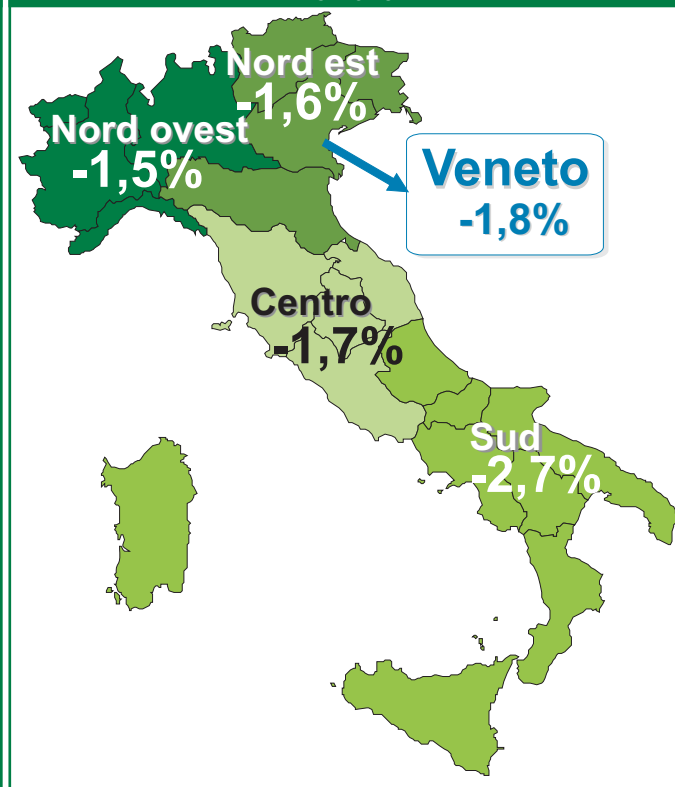 Nord est
-1,6%
Nord ovest
-1,5%
Veneto
-1,8%
Centro
-1,7%
Sud
-2,7%